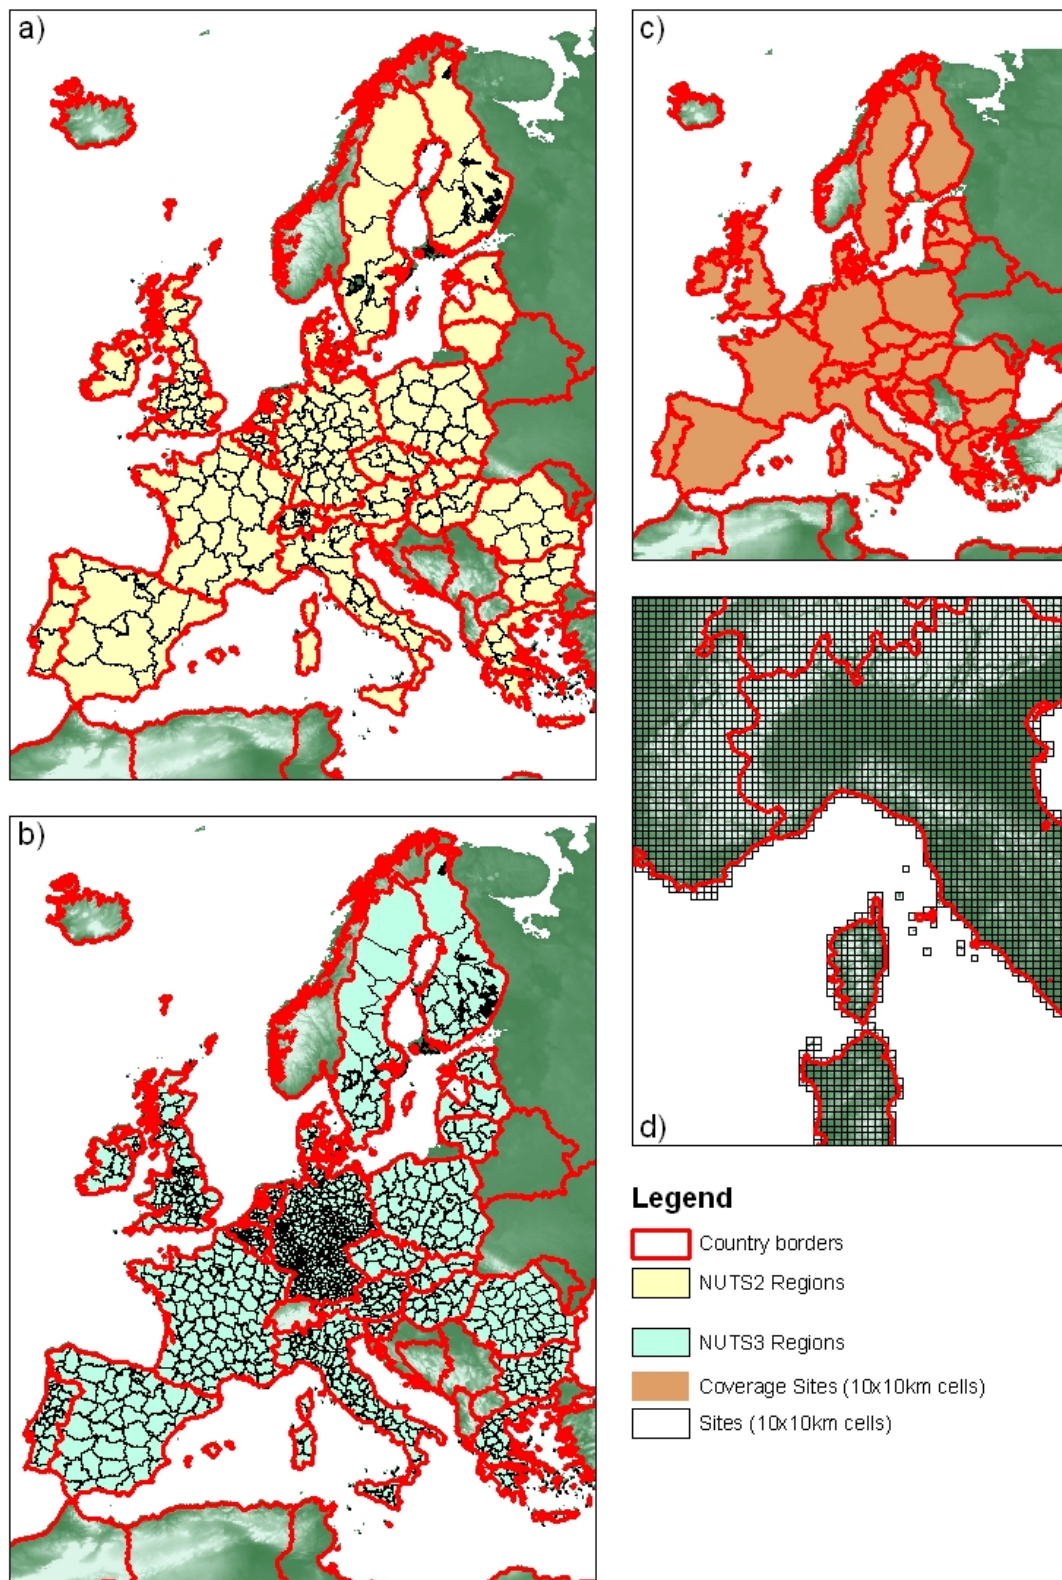 a)
c)
b)
d)
Legend
Country borders
NUTS2 Regions
NUTS3 Regions
Coverage Sites (10x10km cells)
Sites (10x10km cells)